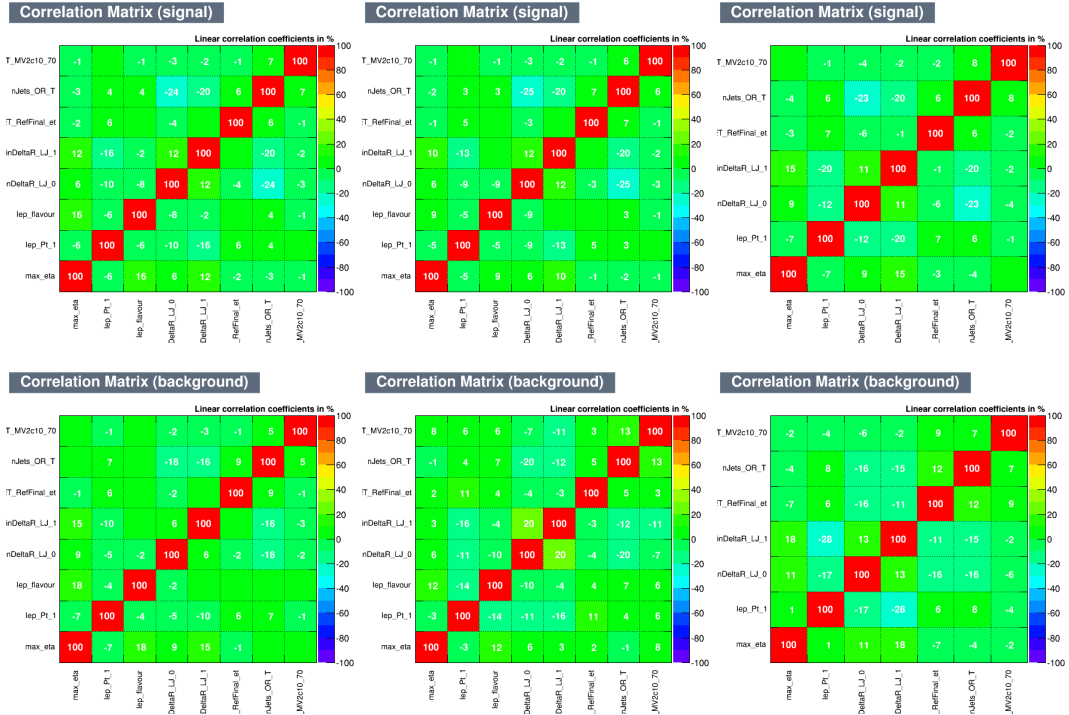 Correlation Matrix (signal)
Linear correlation coefficients in %
T_MV2c10_70 -1 -1 -3 -2 -1 7 100
nJets_OR_T -3 4 4 -24 -20 100 7
ET_RefFinal_et -2 6 -4 100 6 -1
inDeltaR_LJ_1 12 -16 -2 12 100 -20 -2
nDeltaR_LJ_0 6 -10 -8 100 12 -4 -24 -3
lep_flavour 16 -6 100 -8 -2 4 -1
lep_Pt_1 -6 100 -6 -10 -16 6 4
max_eta 100 -6 16 6 12 -2 -3 -1
100
80
60
40
20
0
-20
-40
-60
-80
-100
max_eta
lep_Pt_1
lep_flavour
DeltaR_LJ_0
DeltaR_LJ_1
_RefFinal_et
nJets_OR_T
_MV2c10_70
Correlation Matrix (signal)
Linear correlation coefficients in %
T_MV2c10_70 -1 -1 -3 -2 -1 6 100
nJets_OR_T -2 3 3 -25 -20 7 100 6
ET_RefFinal_et -1 5 -3 100 7 -1
inDeltaR_LJ_1 10 -13 12 100 -20 -2
nDeltaR_LJ_0 6 -9 -9 100 12 -3 -25 -3
lep_flavour 9 -5 100 -9 3 -1
lep_Pt_1 -5 100 -5 -9 -13 5 3
max_eta 100 -5 9 6 10 -1 -2 -1
100
80
60
40
20
0
-20
-40
-60
-80
-100
max_eta
lep_Pt_1
lep_flavour
DeltaR_LJ_0
DeltaR_LJ_1
_RefFinal_et
nJets_OR_T
_MV2c10_70
Correlation Matrix (signal)
Linear correlation coefficients in %
T_MV2c10_70 -1 -4 -2 -2 8 100
nJets_OR_T -4 6 -23 -20 6 100 8
ET_RefFinal_et -3 7 -6 -1 100 6 -2
inDeltaR_LJ_1 15 -20 11 100 -1 -20 -2
nDeltaR_LJ_0 9 -12 100 11 -6 -23 -4
lep_Pt_1 -7 100 -12 -20 7 6 -1
max_eta 100 -7 9 15 -3 -4
100
80
60
40
20
0
-20
-40
-60
-80
-100
max_eta
lep_Pt_1
DeltaR_LJ_0
DeltaR_LJ_1
_RefFinal_et
nJets_OR_T
_MV2c10_70
Correlation Matrix (background)
Linear correlation coefficients in %
T_MV2c10_70 -1 -2 -3 -1 5 100
nJets_OR_T 7 -18 -16 9 100 5
ET_RefFinal_et -1 6 -2 100 9 -1
inDeltaR_LJ_1 15 -10 6 100 -16 -3
nDeltaR_LJ_0 9 -5 -2 100 6 -2 -18 -2
lep_flavour 18 -4 100 -2
lep_Pt_1 -7 100 -4 -5 -10 6 7 -1
max_eta 100 -7 18 9 15 -1
100
80
60
40
20
0
-20
-40
-60
-80
-100
max_eta
lep_Pt_1
lep_flavour
DeltaR_LJ_0
DeltaR_LJ_1
_RefFinal_et
nJets_OR_T
_MV2c10_70
Correlation Matrix (background)
Linear correlation coefficients in %
T_MV2c10_70 8 6 6 -7 -11 3 13 100
nJets_OR_T -1 4 7 -20 -12 5 100 13
ET_RefFinal_et 2 11 4 -4 -3 100 5 3
inDeltaR_LJ_1 3 -16 -4 20 100 -3 -12 -11
nDeltaR_LJ_0 6 -11 -10 100 20 -4 -20 -7
lep_flavour 12 -14 100 -10 -4 4 7 6
lep_Pt_1 -3 100 -14 -11 -16 11 4 6
max_eta 100 -3 12 6 3 2 -1 8
100
80
60
40
20
0
-20
-40
-60
-80
-100
max_eta
lep_Pt_1
lep_flavour
DeltaR_LJ_0
DeltaR_LJ_1
_RefFinal_et
nJets_OR_T
_MV2c10_70
Correlation Matrix (background)
Linear correlation coefficients in %
T_MV2c10_70 -2 -4 -6 -2 9 7 100
nJets_OR_T -4 8 -16 -15 12 100 7
ET_RefFinal_et -7 6 -16 -11 100 12 9
inDeltaR_LJ_1 18 -28 13 100 -11 -15 -2
nDeltaR_LJ_0 11 -17 100 13 -16 -16 -6
lep_Pt_1 1 100 -17 -28 6 8 -4
max_eta 100 1 11 18 -7 -4 -2
100
80
60
40
20
0
-20
-40
-60
-80
-100
max_eta
lep_Pt_1
DeltaR_LJ_0
DeltaR_LJ_1
_RefFinal_et
nJets_OR_T
_MV2c10_70